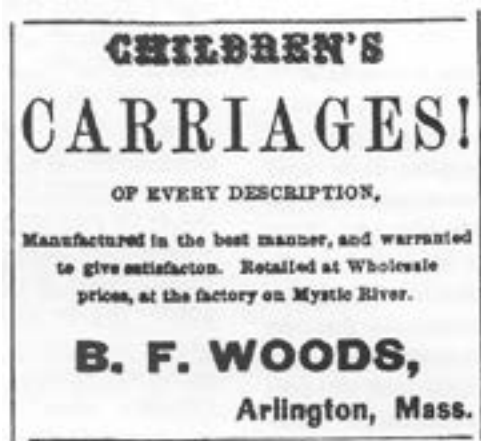 CHILDREN'S
CARRIAGES!
OF EVERY DESCRIPTION,
Manufactured in the best manner, and warranted
to give satisfacton. Retailed at Wholesale
prices, at the factory on Mystic River.
B. F. WOODS,
Arlington, Mass.